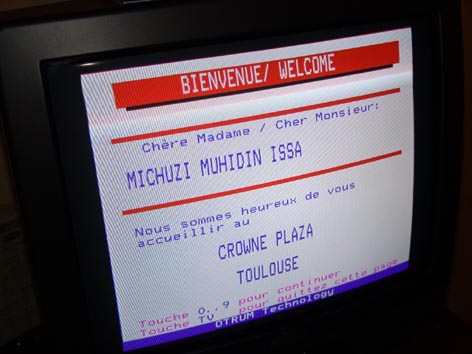 BIENVENUE/ WELCOME
Chère Madame / Cher Monsieur:
MICHUZI MUHIDIN ISSA
Nous sommes heureux de vous
accueillir au
CROWNE PLAZA
TOULOUSE
Touche 0..9 pour continuer
Touche TV pour quittez cette page
OTRUM Technology